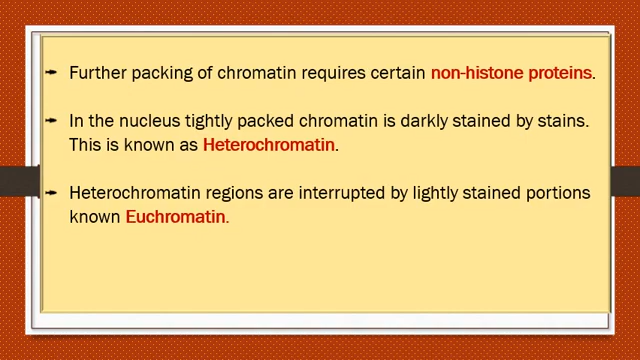 Further packing of chromatin requires certain non-histone proteins.
In the nucleus tightly packed chromatin is darkly stained by stains.
This is known as Heterochromatin.
Heterochromatin regions are interrupted by lightly stained portions
known Euchromatin.